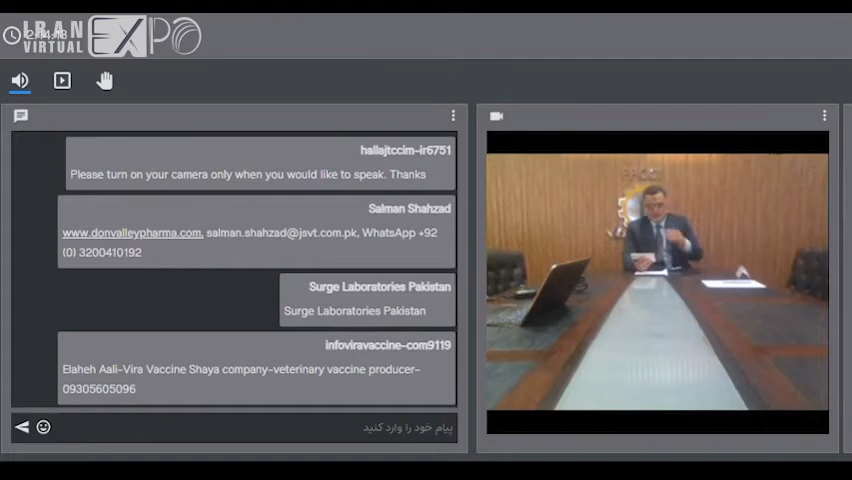 IRAN
VIRTUAL
EXPO
hallajtccim-ir6751
Please turn on your camera only when you would like to speak. Thanks
Salman Shahzad
www.donvalleypharma.com, salman.shahzad@jsvt.com.pk, WhatsApp +92
(0) 3200410192
Surge Laboratories Pakistan
Surge Laboratories Pakistan
infoviravaccine-com9119
Elaheh Aali-Vira Vaccine Shaya company-veterinary vaccine producer-
09305605096
پیام خود را وارد کنید